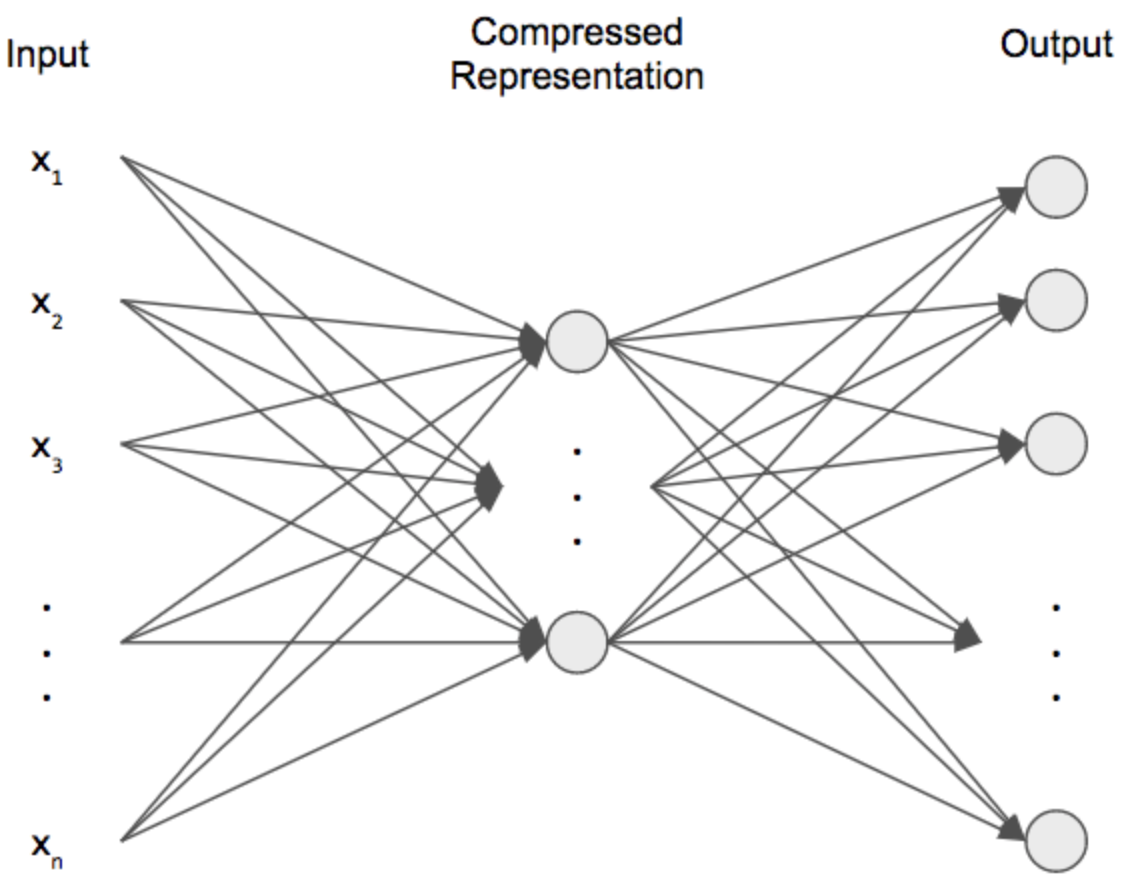 Input
Compressed
Representation
Output
x₁
x₂
x₃
.
.
.
xₙ
.
.
.
.
.
.